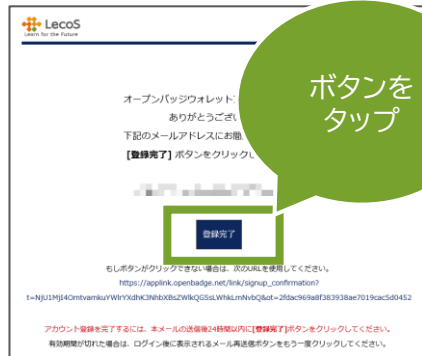 LecoS
Learn for the Future
ボタンを
タップ
オープンバッジウォレット
ありがとうござい
下記のメールアドレスにお間
[登録完了] ボタンをクリックし
登録完了
もしボタンがクリックできない場合は、次のURLを使用してください。
https://applink.openbadge.net/link/signup_confirmation?
アカウント登録を完了するには、本メールの送信後24時間以内に[登録完了]ボタンをクリックしてください。
有効期間が切れた場合は、ログイン後に表示されるメール再送信ボタンをもう一度クリックしてください。